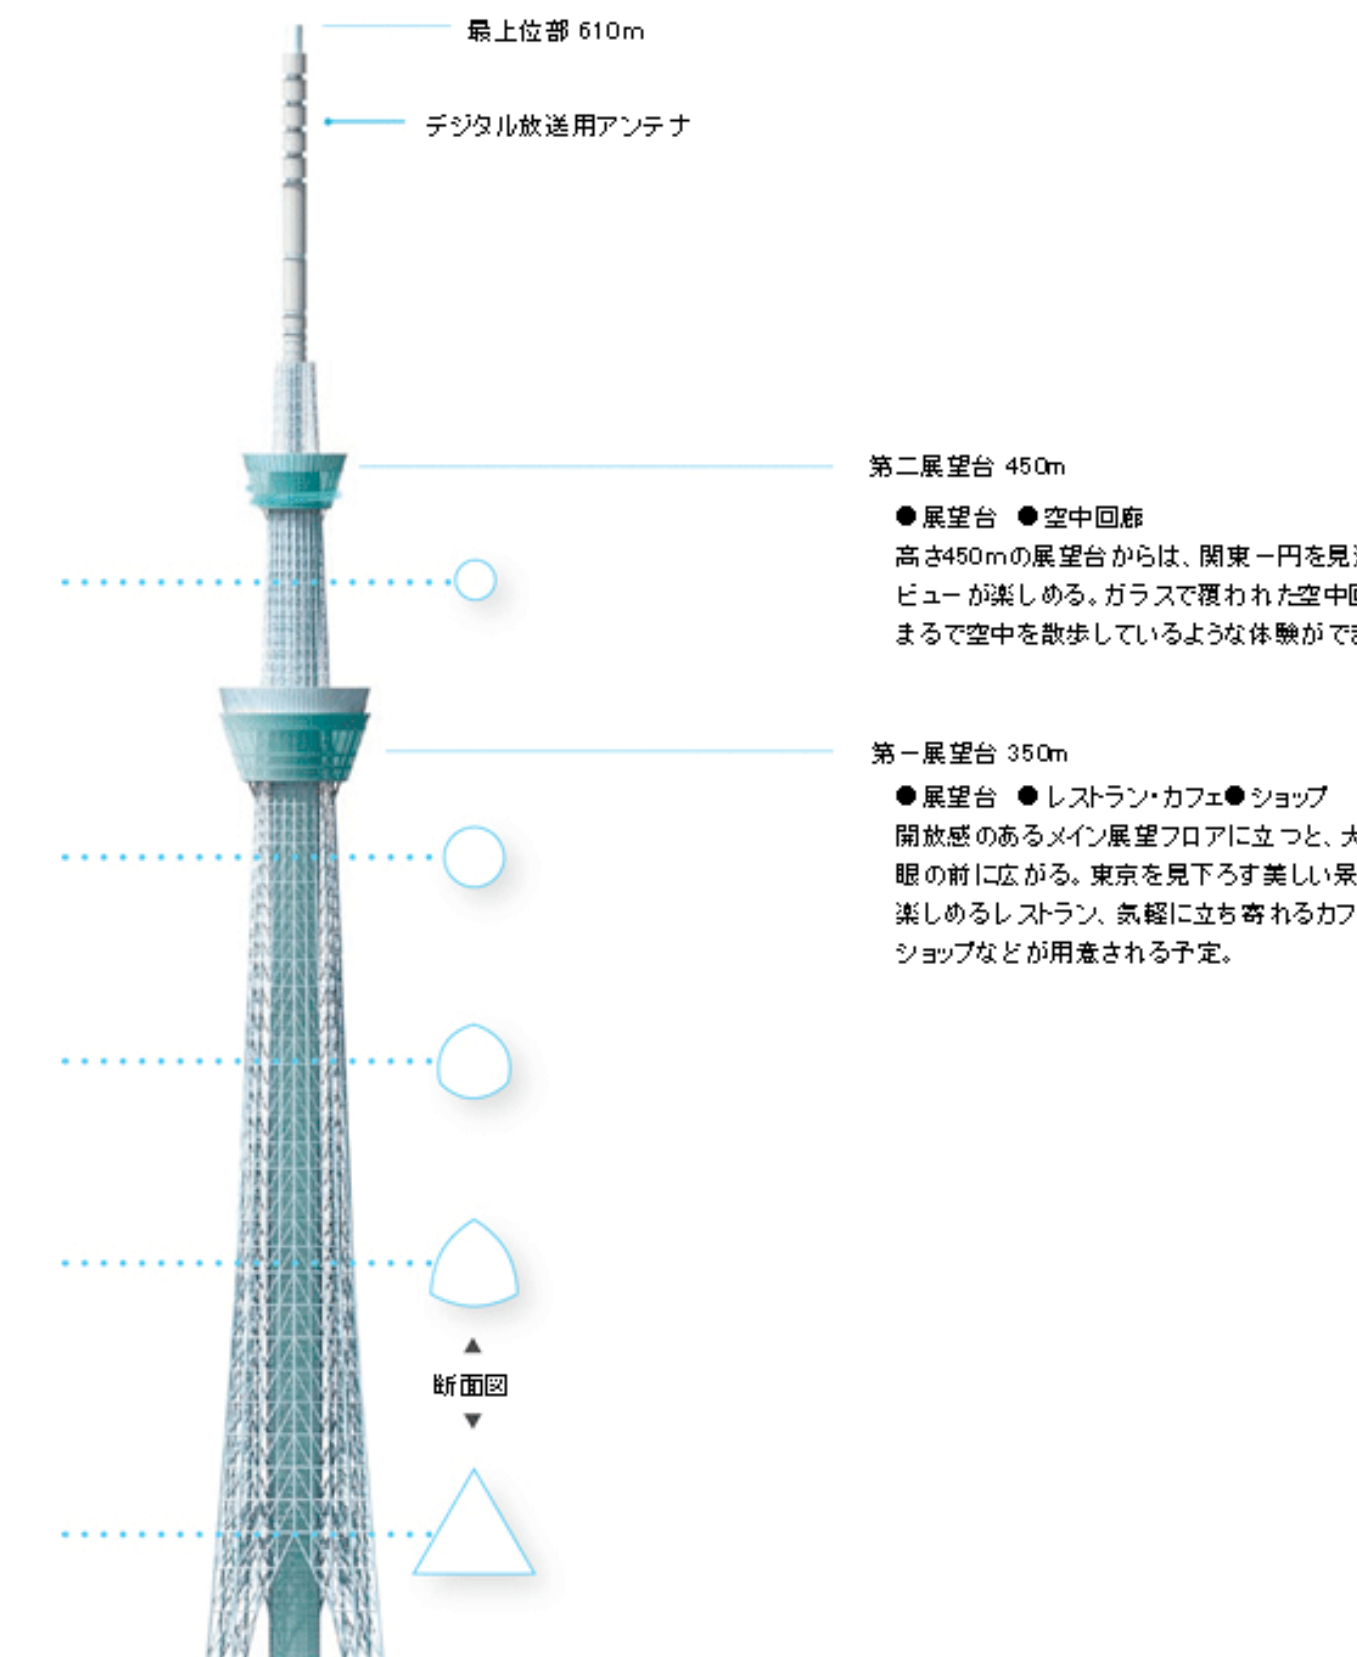 最上位部 610m
デジタル放送用アンテナ
第二展望台 450m
●展望台 ●空中回廊
高さ450mの展望台からは、関東一円を見
ビューが楽しめる。ガラスで覆われた空中
まるで空中を散歩しているような体験がで
第一展望台 350m
●展望台 ●レストラン・カフェ●ショップ
開放感のあるメイン展望フロアに立つと、
眼の前に広がる。東京を見下ろす美しい景
楽しめるレストラン、気軽に立ち寄れるカフ
ショップなどが用意される予定。
▲
断面図
▼